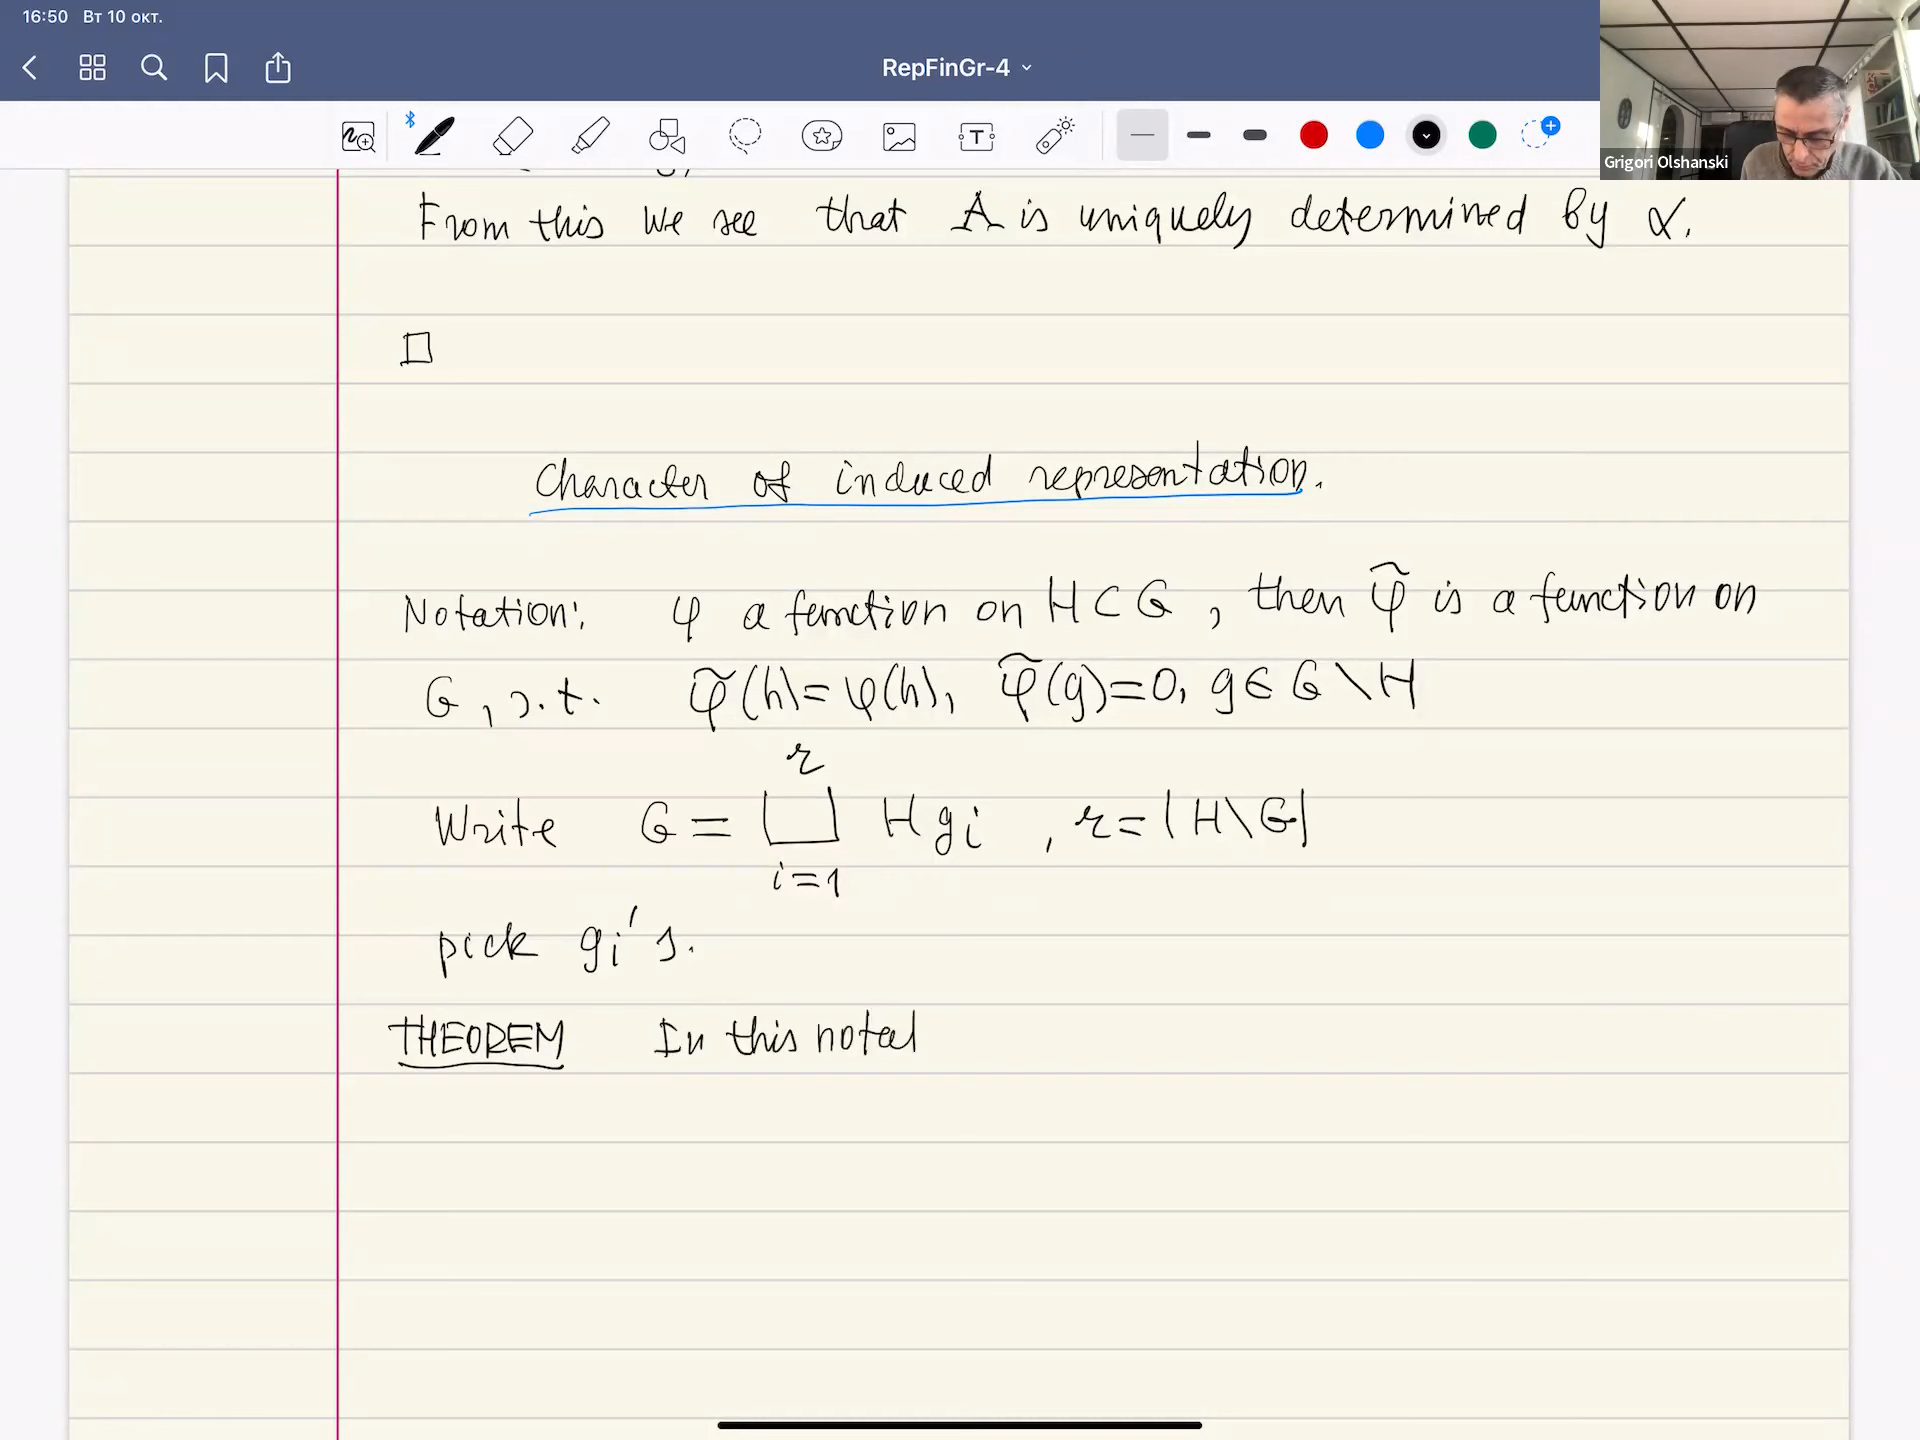 16:50 Вт 10 окт.
RepFinGr-4
Grigori Olshanski
From this we see that A is uniquely determined by α.
□
Character of induced representation.
Notation: φ a function on H ⊂ G, then φ̃ is a function on
G, s.t. φ̃(h)=φ(h), φ̃(g)=0, g∈G\H
r
Write G = ⊔ Hgi , r=|H\G|
i=1
pick gi's.
THEOREM In this notal